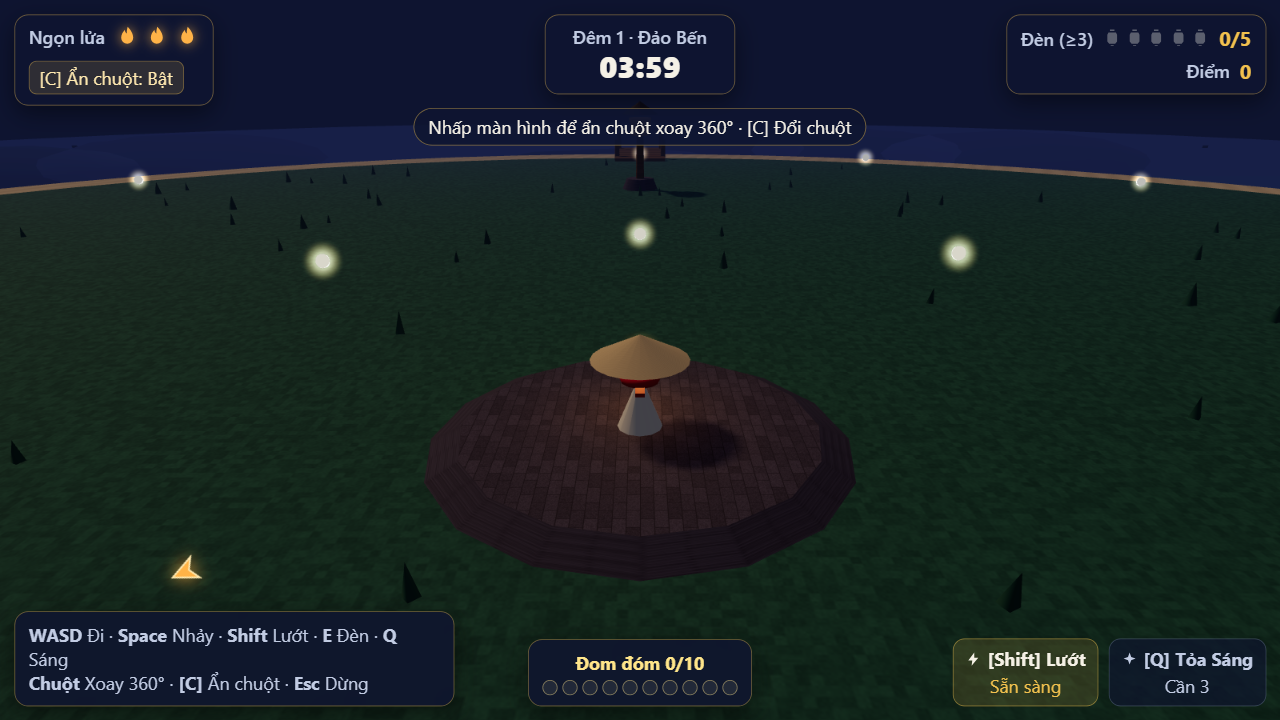 Ngọn lửa
[C] Ẩn chuột: Bật
Đêm 1 · Đảo Bến
03:59
Đèn (≥3) 0/5
Điểm 0
Nhấp màn hình để ẩn chuột xoay 360° · [C] Đổi chuột
WASD Đi · Space Nhảy · Shift Lướt · E Đèn · Q
Sáng
Chuột Xoay 360° · [C] Ẩn chuột · Esc Dừng
Đom đóm 0/10
[Shift] Lướt
Sẵn sàng
[Q] Tỏa Sáng
Cần 3